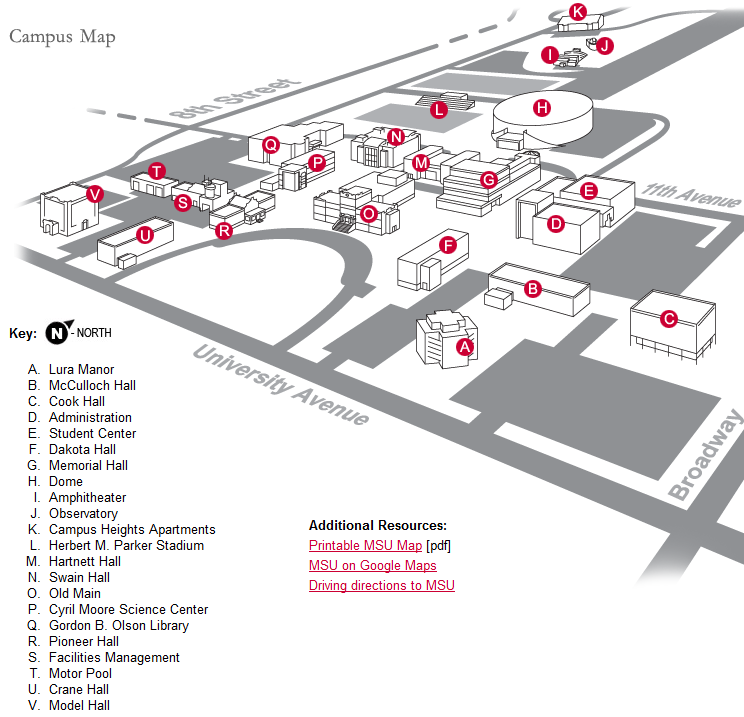 Campus Map
K
J
I
8th Street
H
L
N
Q
M
P
T
G
V
S
E
11th Avenue
O
D
R
U
F
B
C
A
Key: N - NORTH
University Avenue
Broadway
A. Lura Manor
B. McCulloch Hall
C. Cook Hall
D. Administration
E. Student Center
F. Dakota Hall
G. Memorial Hall
H. Dome
I. Amphitheater
J. Observatory
K. Campus Heights Apartments
L. Herbert M. Parker Stadium
M. Hartnett Hall
N. Swain Hall
O. Old Main
P. Cyril Moore Science Center
Q. Gordon B. Olson Library
R. Pioneer Hall
S. Facilities Management
T. Motor Pool
U. Crane Hall
V. Model Hall
Additional Resources:
Printable MSU Map [pdf]
MSU on Google Maps
Driving directions to MSU